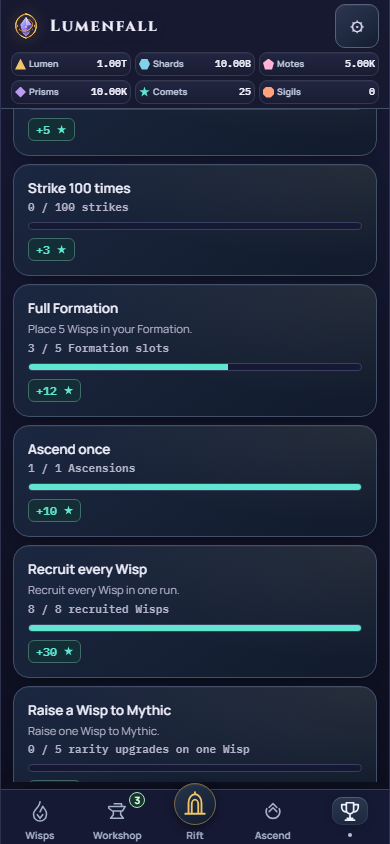 LUMENFALL
Lumen 1.00T
Shards 10.00B
Motes 5.00K
Prisms 10.00K
Comets 25
Sigils 0
+5 ★
Strike 100 times
0 / 100 strikes
+3 ★
Full Formation
Place 5 Wisps in your Formation.
3 / 5 Formation slots
+12 ★
Ascend once
1 / 1 Ascensions
+10 ★
Recruit every Wisp
Recruit every Wisp in one run.
8 / 8 recruited Wisps
+30 ★
Raise a Wisp to Mythic
Raise one Wisp to Mythic.
0 / 5 rarity upgrades on one Wisp
3
Wisps
Workshop
Rift
Ascend